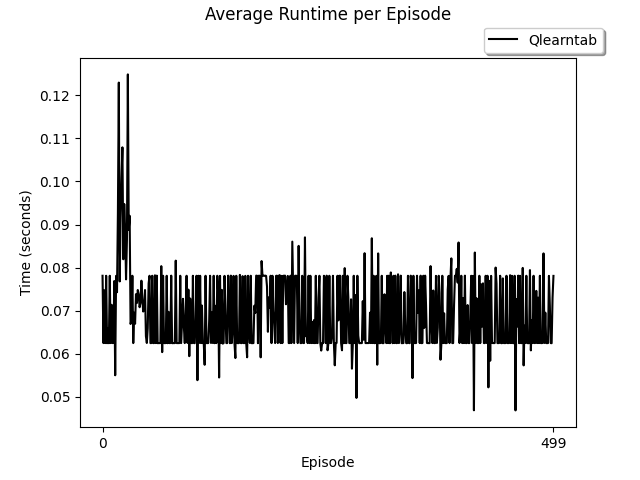 Average Runtime per Episode
Qlearntab
0.12
0.11
0.10
0.09
0.08
0.07
0.06
0.05
Time (seconds)
0
499
Episode